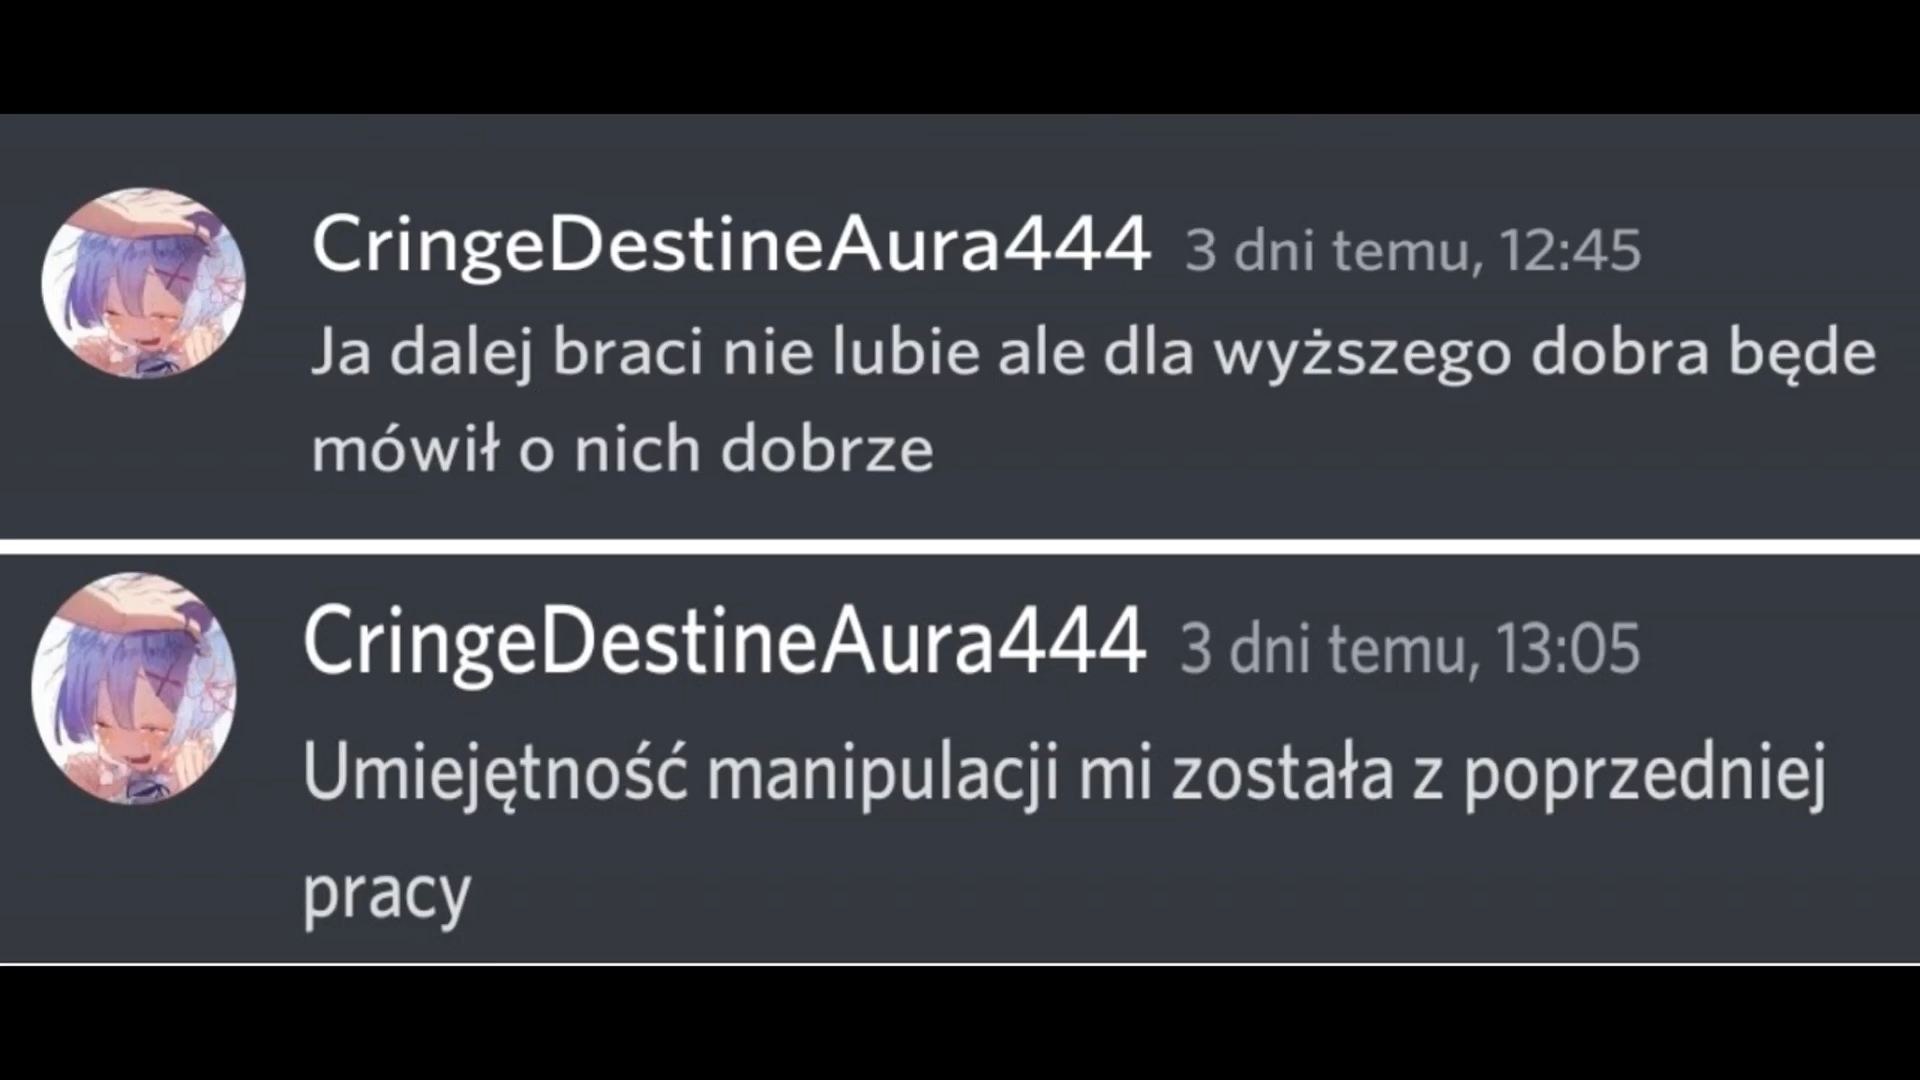 CringeDestineAura444 3 dni temu, 12:45
Ja dalej braci nie lubie ale dla wyższego dobra będe
mówił o nich dobrze
CringeDestineAura444 3 dni temu, 13:05
Umiejętność manipulacji mi została z poprzedniej
pracy